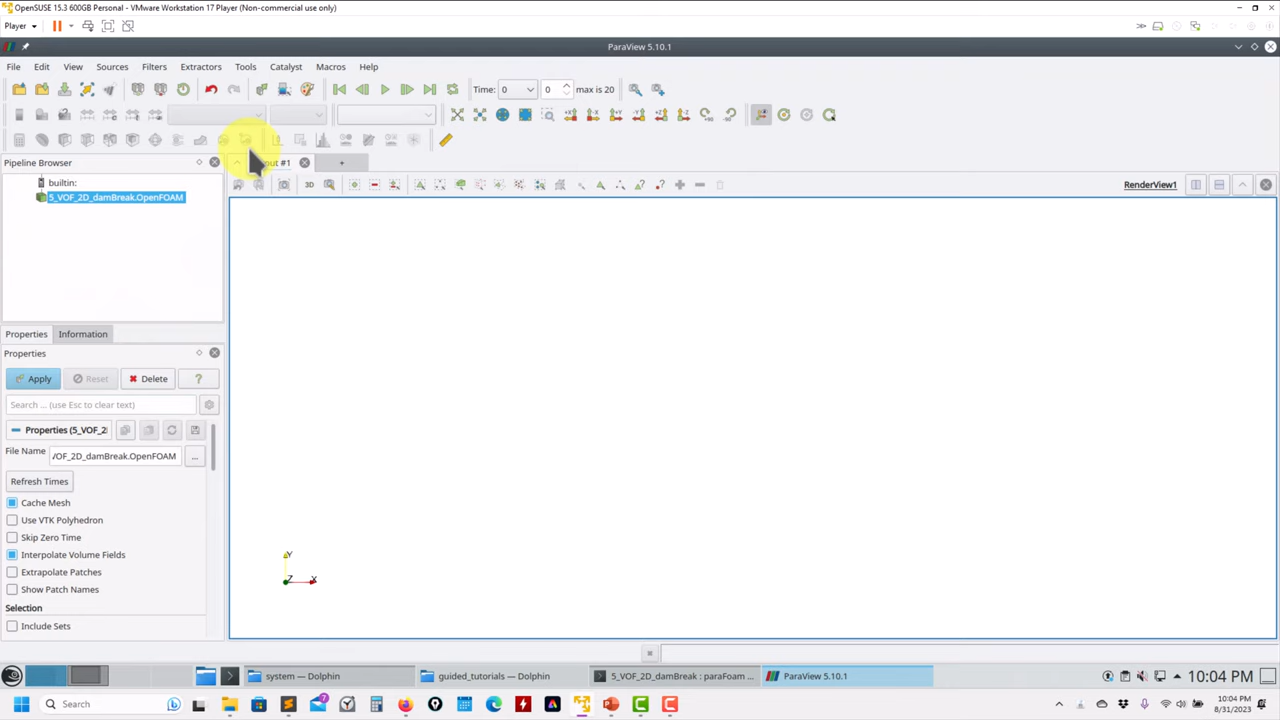 OpenSUSE 15.3 600GB Personal - VMware Workstation 17 Player (Non-commercial use only)
Player
ParaView 5.10.1
File Edit View Sources Filters Extractors Tools Catalyst Macros Help
Time: 0 0 max is 20
Pipeline Browser
#1
+
builtin:
3D
RenderView1
5_VOF_2D_damBreak.OpenFOAM
Properties Information
Properties
Apply Reset Delete ?
Search ... (use Esc to clear text)
Properties (5_VOF_2
File Name /OF_2D_damBreak.OpenFOAM ...
Refresh Times
Cache Mesh
Use VTK Polyhedron
Skip Zero Time
Interpolate Volume Fields
Y
Extrapolate Patches
Z X
Show Patch Names
Selection
Include Sets
system — Dolphin guided_tutorials — Dolphin 5_VOF_2D_damBreak : paraFoam ... ParaView 5.10.1 10:04 PM
Search 7 10:04 PM
8/31/2023